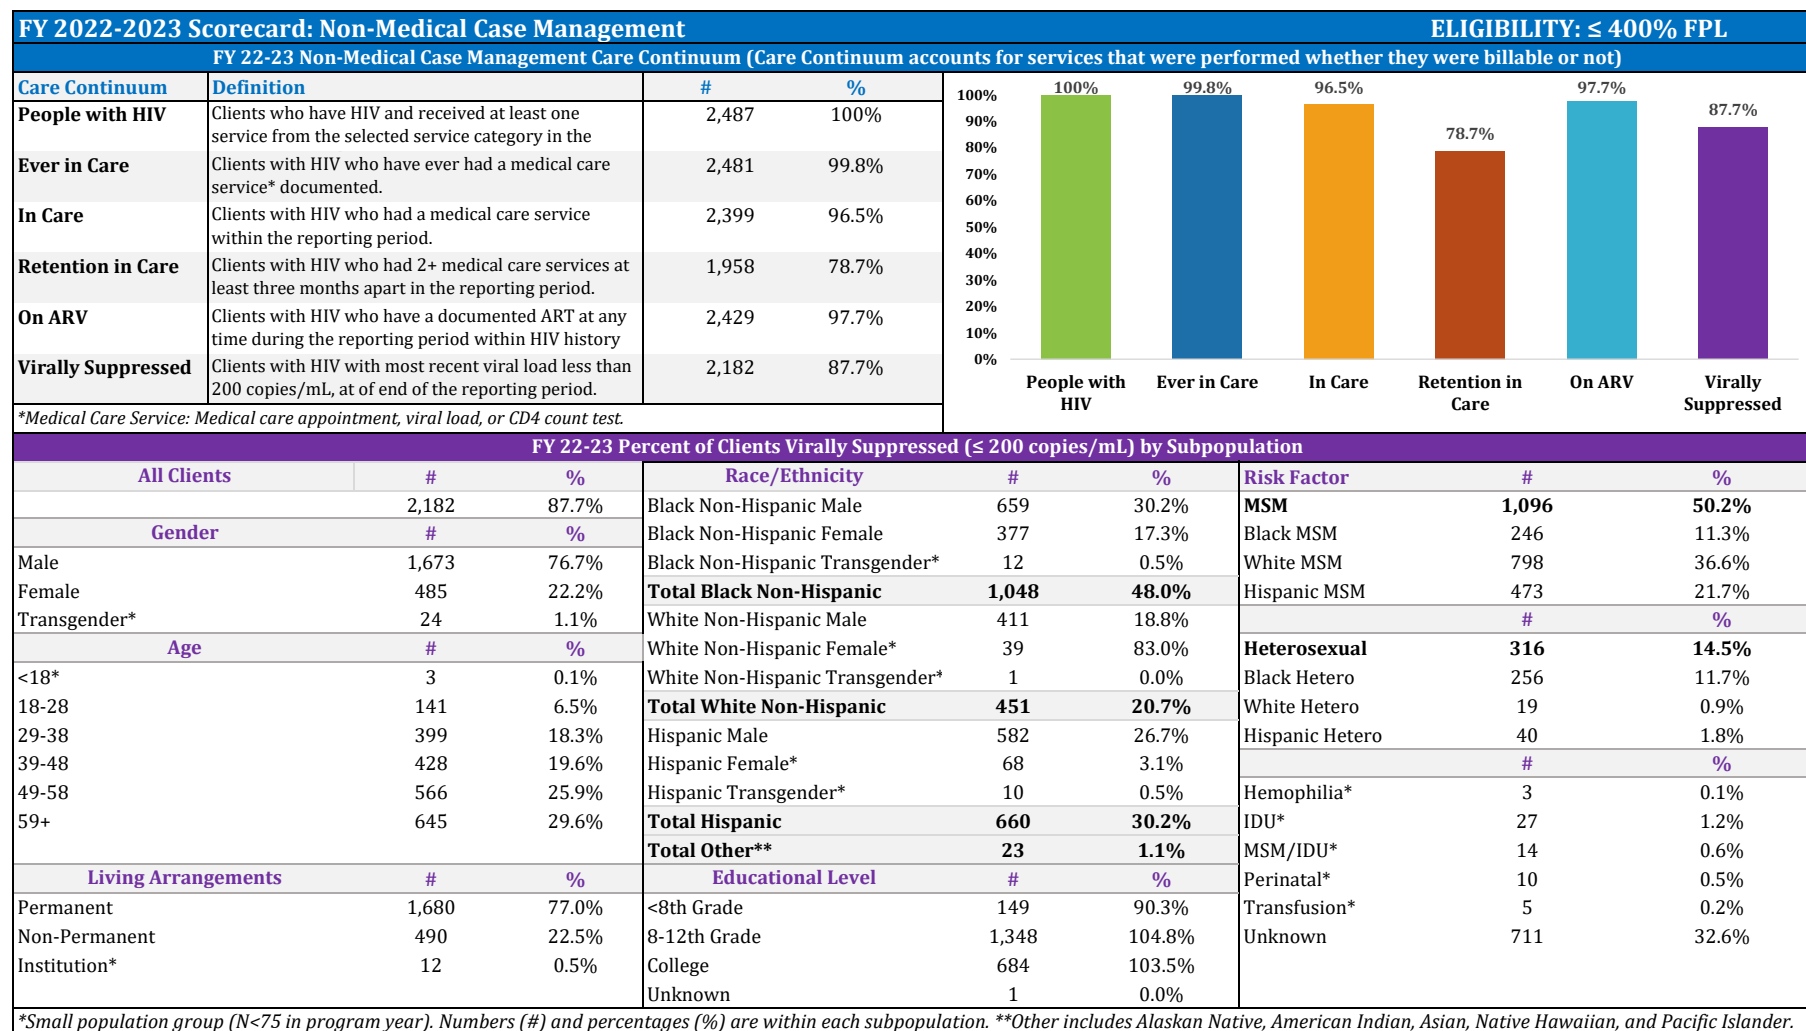 FY 2022-2023 Scorecard: Non-Medical Case Management ELIGIBILITY: ≤ 400% FPL
FY 22-23 Non-Medical Case Management Care Continuum (Care Continuum accounts for services that were performed whether they were billable or not)
Care Continuum Definition # %
People with HIV Clients who have HIV and received at least one 2,487 100%
service from the selected service category in the
Ever in Care Clients with HIV who have ever had a medical care 2,481 99.8%
service* documented.
In Care Clients with HIV who had a medical care service 2,399 96.5%
within the reporting period.
Retention in Care Clients with HIV who had 2+ medical care services at 1,958 78.7%
least three months apart in the reporting period.
On ARV Clients with HIV who have a documented ART at any 2,429 97.7%
time during the reporting period within HIV history
Virally Suppressed Clients with HIV with most recent viral load less than 2,182 87.7%
200 copies/mL, at of end of the reporting period.
*Medical Care Service: Medical care appointment, viral load, or CD4 count test.
100% 99.8% 96.5% 78.7% 97.7% 87.7%
100%
90%
80%
70%
60%
50%
40%
30%
20%
10%
0%
People with HIV Ever in Care In Care Retention in Care On ARV Virally Suppressed
FY 22-23 Percent of Clients Virally Suppressed (≤ 200 copies/mL) by Subpopulation
All Clients # %
2,182 87.7%
Gender # %
Male 1,673 76.7%
Female 485 22.2%
Transgender* 24 1.1%
Age # %
<18* 3 0.1%
18-28 141 6.5%
29-38 399 18.3%
39-48 428 19.6%
49-58 566 25.9%
59+ 645 29.6%
Living Arrangements # %
Permanent 1,680 77.0%
Non-Permanent 490 22.5%
Institution* 12 0.5%
Race/Ethnicity # %
Black Non-Hispanic Male 659 30.2%
Black Non-Hispanic Female 377 17.3%
Black Non-Hispanic Transgender* 12 0.5%
Total Black Non-Hispanic 1,048 48.0%
White Non-Hispanic Male 411 18.8%
White Non-Hispanic Female* 39 83.0%
White Non-Hispanic Transgender* 1 0.0%
Total White Non-Hispanic 451 20.7%
Hispanic Male 582 26.7%
Hispanic Female* 68 3.1%
Hispanic Transgender* 10 0.5%
Total Hispanic 660 30.2%
Total Other** 23 1.1%
Educational Level # %
<8th Grade 149 90.3%
8-12th Grade 1,348 104.8%
College 684 103.5%
Unknown 1 0.0%
Risk Factor # %
MSM 1,096 50.2%
Black MSM 246 11.3%
White MSM 798 36.6%
Hispanic MSM 473 21.7%
# %
Heterosexual 316 14.5%
Black Hetero 256 11.7%
White Hetero 19 0.9%
Hispanic Hetero 40 1.8%
# %
Hemophilia* 3 0.1%
IDU* 27 1.2%
MSM/IDU* 14 0.6%
Perinatal* 10 0.5%
Transfusion* 5 0.2%
Unknown 711 32.6%
*Small population group (N<75 in program year). Numbers (#) and percentages (%) are within each subpopulation. **Other includes Alaskan Native, American Indian, Asian, Native Hawaiian, and Pacific Islander.